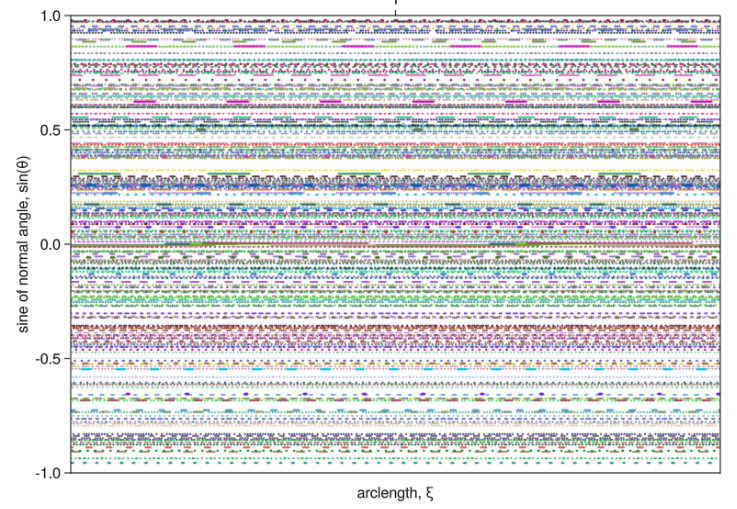 1.0
0.5
0.0
-0.5
-1.0
sine of normal angle, sin(θ)
arclength, ξ